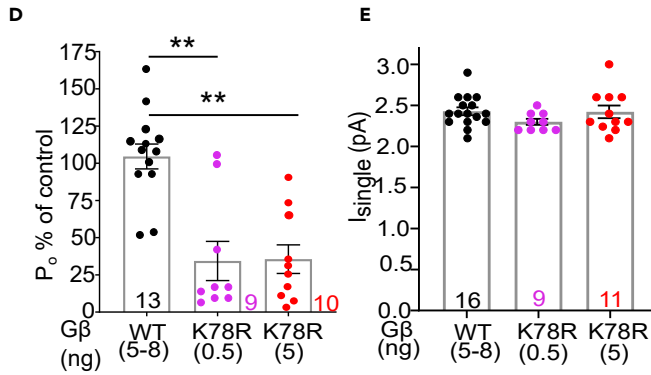 D
**
**
175
150
125
100
75
50
25
0
Po % of control
13
9
10
Gβ
(ng)
WT
(5-8)
K78R
(0.5)
K78R
(5)
E
3.0
2.5
2.0
1.5
1.0
0.5
0.0
Isingle (pA)
16
9
11
Gβ
(ng)
WT
(5-8)
K78R
(0.5)
K78R
(5)